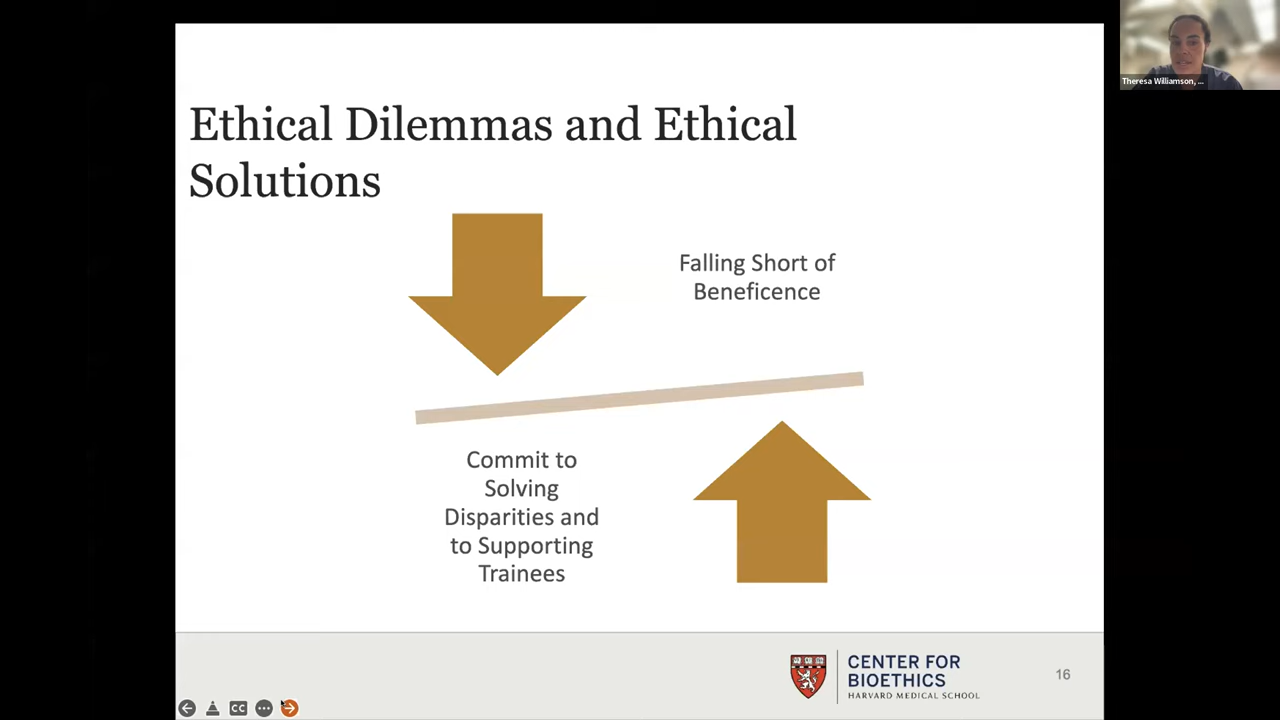 Theresa Williamson, ...
Ethical Dilemmas and Ethical
Solutions
Falling Short of
Beneficence
Commit to
Solving
Disparities and
to Supporting
Trainees
CENTER FOR
BIOETHICS
HARVARD MEDICAL SCHOOL
16
CC